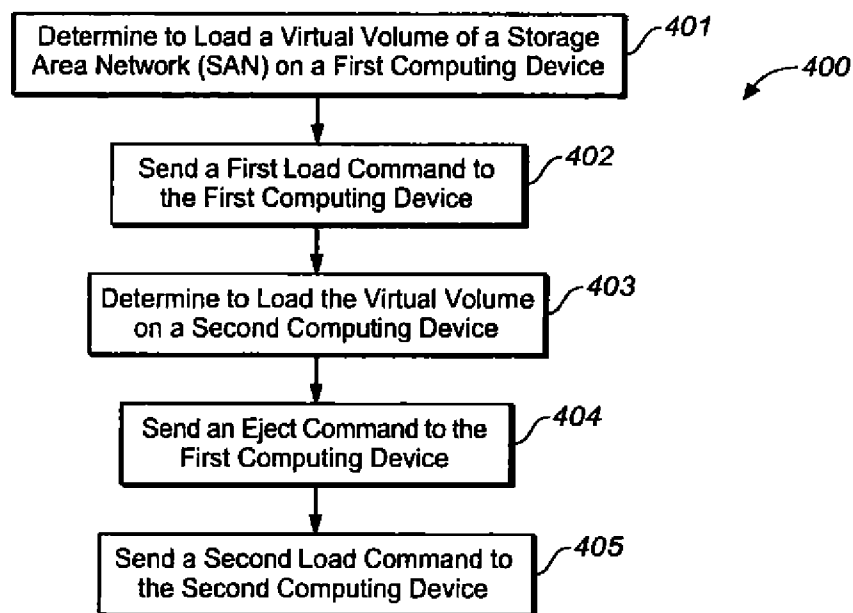 Determine to Load a Virtual Volume of a Storage
Area Network (SAN) on a First Computing Device
401
400
Send a First Load Command to
the First Computing Device
402
Determine to Load the Virtual Volume
on a Second Computing Device
403
Send an Eject Command to the
First Computing Device
404
Send a Second Load Command to
the Second Computing Device
405